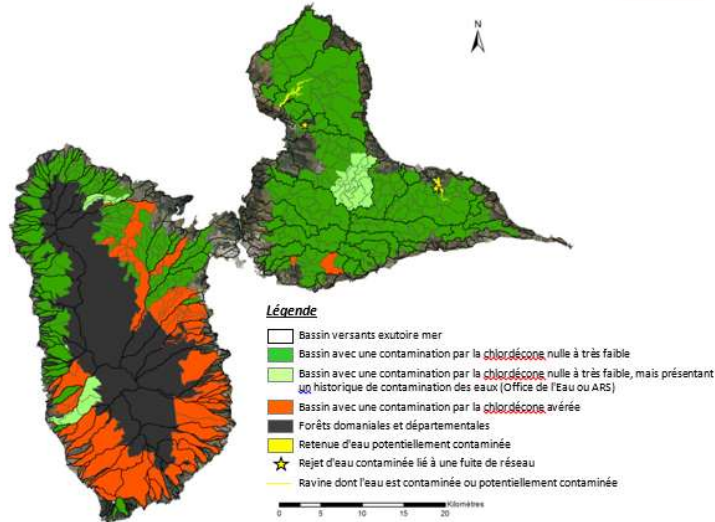 N
Légende
Bassin versants exutoire mer
Bassin avec une contamination par la chlordécone nulle à très faible
Bassin avec une contamination par la chlordécone nulle à très faible, mais présentant
un historique de contamination des eaux (Office de l'Eau ou ARS)
Bassin avec une contamination par la chlordécone avérée
Forêts domaniales et départementales
Retenue d'eau potentiellement contaminée
Rejet d'eau contaminée lié à une fuite de réseau
Ravine dont l'eau est contaminée ou potentiellement contaminée
Kilomètres
0 5 10 15 20